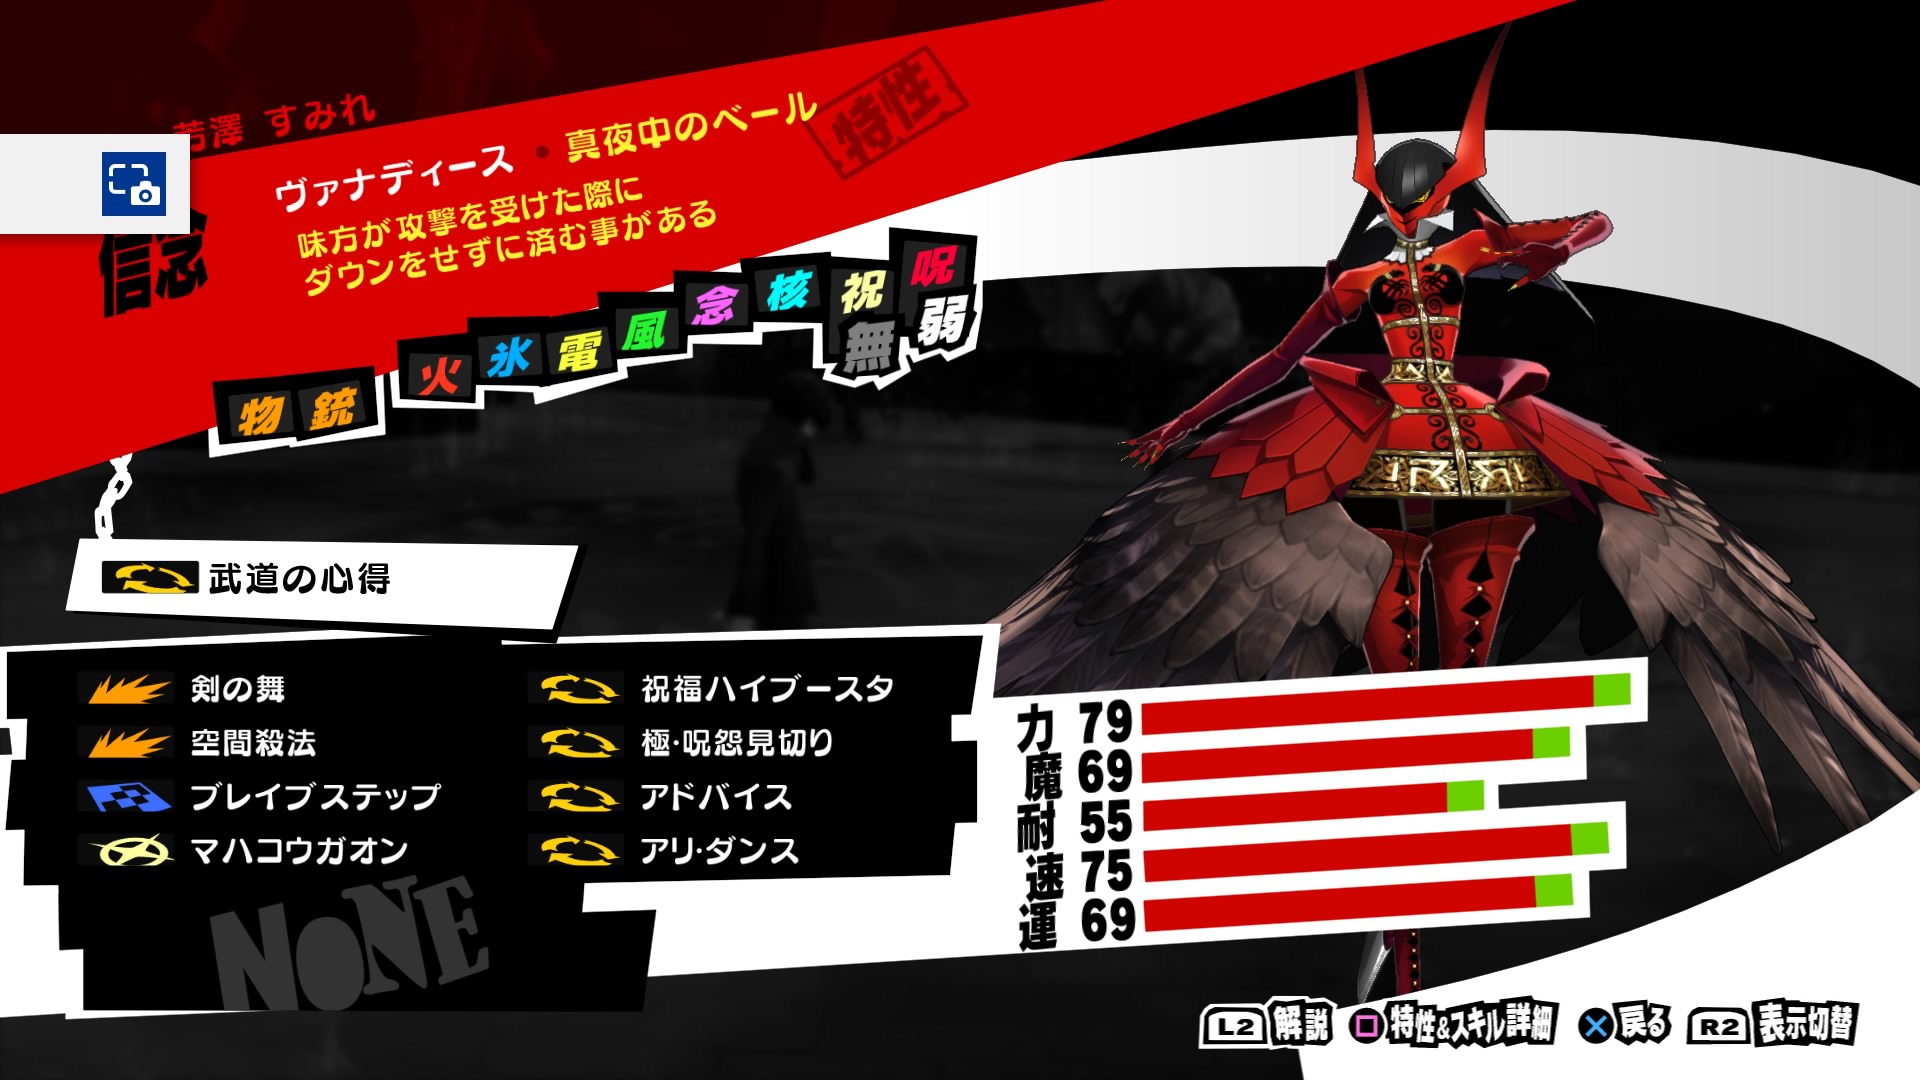 芳澤 すみれ
信念
ヴァナディース・真夜中のベール
特性
味方が攻撃を受けた際に
ダウンをせずに済む事がある
物 銃 火 氷 電 風 念 核 祝 呪
無 弱
武道の心得
剣の舞
空間殺法
ブレイブステップ
マハコウガオン
祝福ハイブースタ
極·呪怨見切り
アドバイス
アリ·ダンス
NONE
力 79
魔 69
耐 55
速 75
運 69
L2 解説 特性&スキル詳細 戻る R2 表示切替